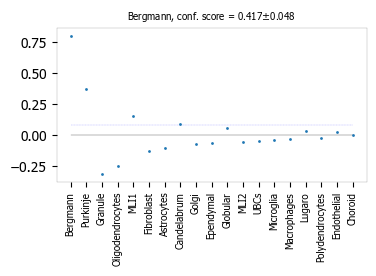 Bergmann, conf. score = 0.417±0.048
0.75
0.50
0.25
0.00
−0.25
Bergmann
Purkinje
Granule
Oligodendrocytes
MLI1
Fibroblast
Astrocytes
Candelabrum
Golgi
Ependymal
Globular
MLI2
UBCs
Microglia
Macrophages
Lugaro
Polydendrocytes
Endothelial
Choroid